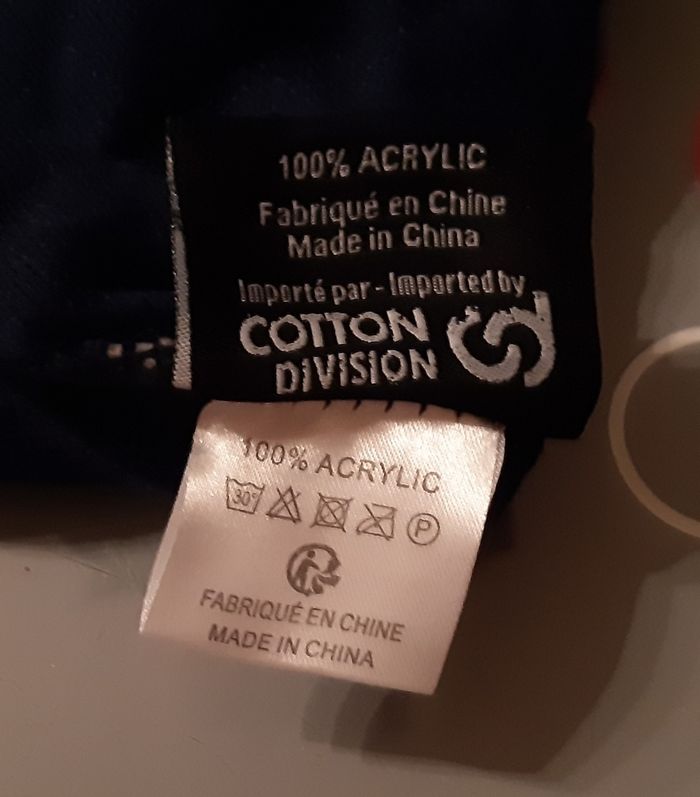 100% ACRYLIC
Fabriqué en Chine
Made in China
Importé par - Imported by
COTTON
DIVISION
100% ACRYLIC
30°
P
FABRIQUÉ EN CHINE
MADE IN CHINA